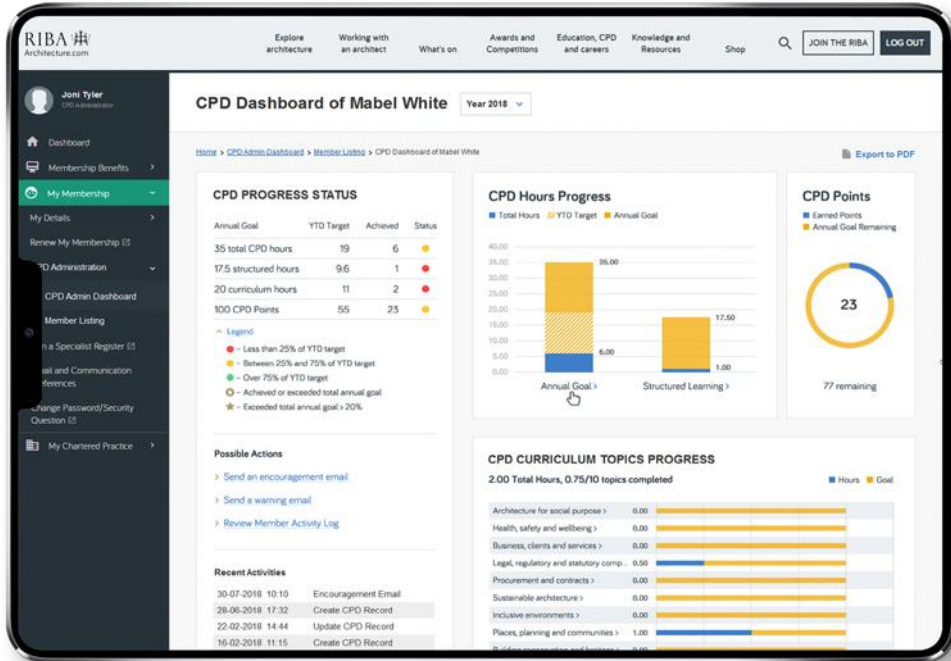 RIBA
Architecture.com
Explore architecture
Working with an architect
What's on
Awards and Competitions
Education, CPD and careers
Knowledge and Resources
Shop
JOIN THE RIBA
LOG OUT
Joni Tyler
CPD Administrator
Dashboard
Membership Benefits
My Membership
My Details
Renew My Membership
PD Administration
CPD Admin Dashboard
Member Listing
n a Specialist Register
ail and Communication
eferences
hange Password/Security
Question
My Chartered Practice
CPD Dashboard of Mabel White
Year 2018
Home > CPD Admin Dashboard > Member Listing > CPD Dashboard of Mabel White
Export to PDF
CPD PROGRESS STATUS
Annual Goal YTD Target Achieved Status
35 total CPD hours 19 6
17.5 structured hours 9.6 1
20 curriculum hours 11 2
100 CPD Points 55 23
Legend
- Less than 25% of YTD target
- Between 25% and 75% of YTD target
- Over 75% of YTD target
- Achieved or exceeded total annual goal
- Exceeded total annual goal > 20%
Possible Actions
> Send an encouragement email
> Send a warning email
> Review Member Activity Log
Recent Activities
30-07-2018 10:10 Encouragement Email
28-06-2018 17:32 Create CPD Record
22-02-2018 14:44 Update CPD Record
16-02-2018 11:15 Create CPD Record
CPD Hours Progress
Total Hours YTD Target Annual Goal
40.00
35.00 35.00
30.00
25.00
20.00 17.50
15.00
10.00
5.00 6.00
0.00 1.00
Annual Goal > Structured Learning >
CPD Points
Earned Points
Annual Goal Remaining
23
77 remaining
CPD CURRICULUM TOPICS PROGRESS
2.00 Total Hours, 0.75/10 topics completed Hours Goal
Architecture for social purpose > 0.00
Health, safety and wellbeing > 0.00
Business, clients and services > 0.00
Legal, regulatory and statutory comp... 0.50
Procurement and contracts > 0.00
Sustainable architecture > 0.00
Inclusive environments > 0.00
Places, planning and communities > 1.00